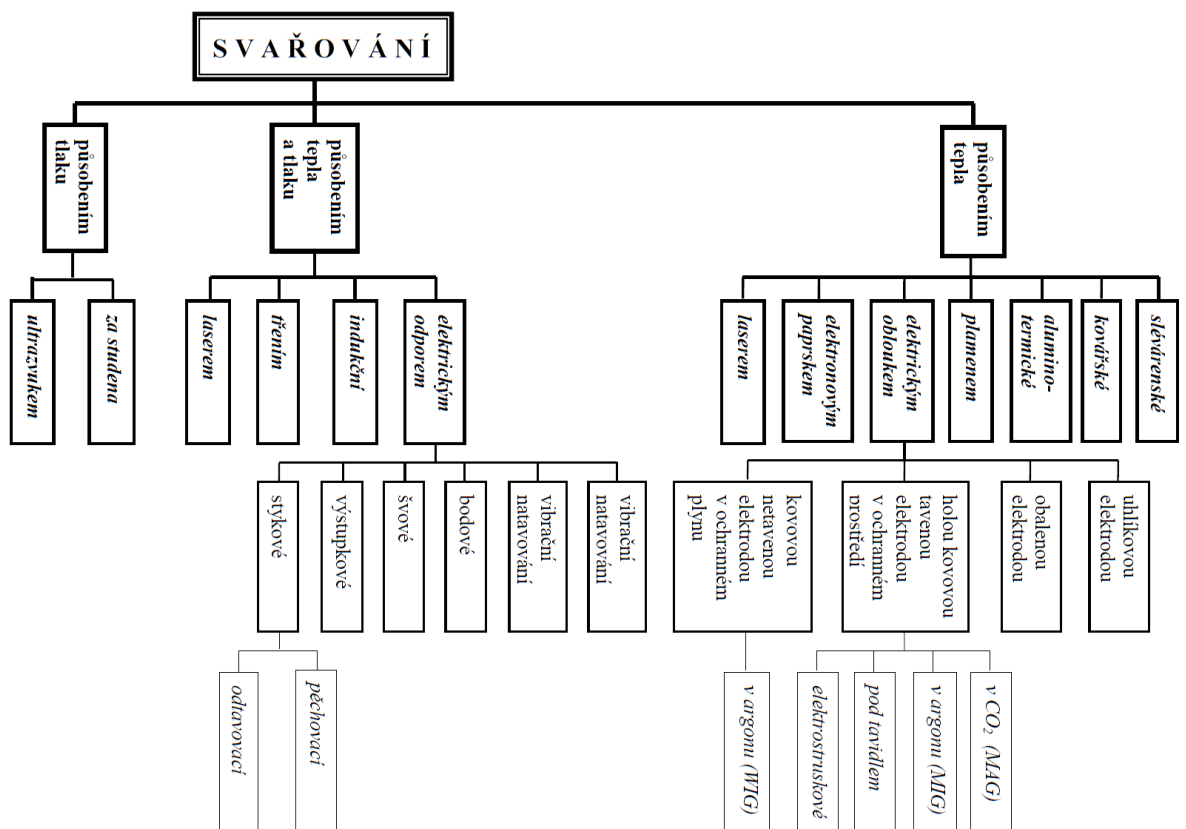 SVAŘOVÁNÍ
působením
tlaku
působením
tepla
a tlaku
působením
tepla
ultrazvukem
za studena
laserem
třením
indukční
elektrickým
odporem
laserem
elektronovým
paprskem
elektrickým
obloukem
plamenem
alumino-
termické
kovářské
slévárenské
stykové
výstupkové
švové
bodové
vibrační
natavování
vibrační
natavování
kovovou
netavenou
elektrodou
v ochranném
plynu
holou kovovou
tavenou
elektrodou
v ochranném
prostředí
obalenou
elektrodou
uhlíkovou
elektrodou
odtavovací
pěchovací
v argonu (WIG)
elektrostruskové
pod tavidlem
v argonu (MIG)
v CO₂ (MAG)